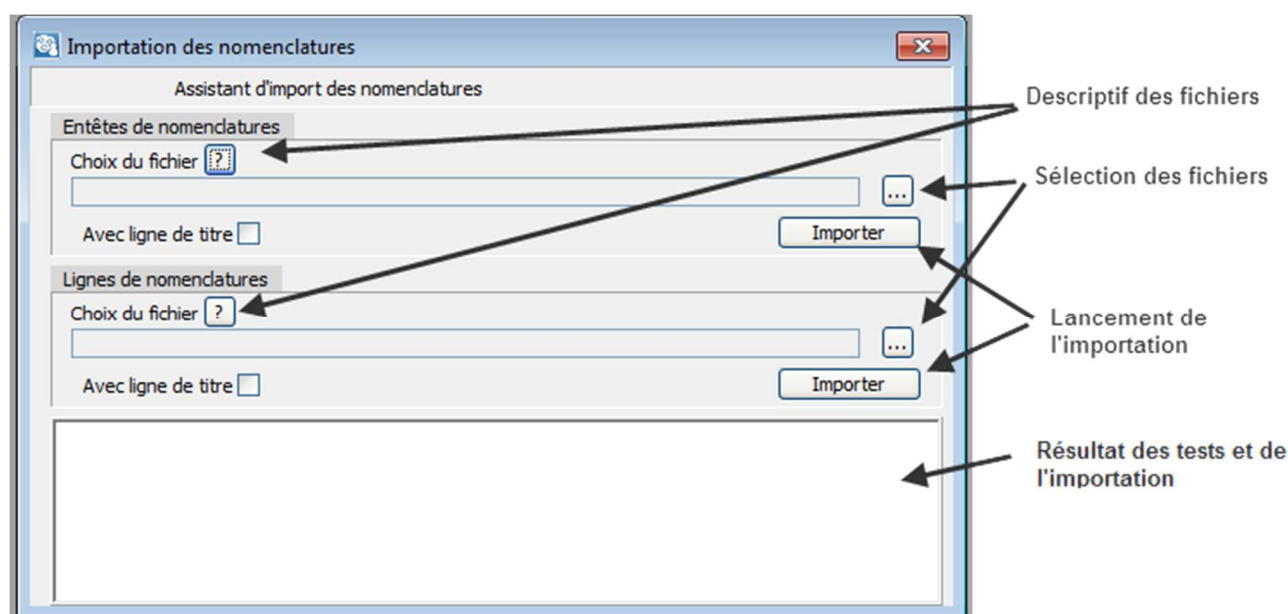 Importation des nomenclatures
Assistant d'import des nomenclatures
Entêtes de nomenclatures
Choix du fichier ?
...
Avec ligne de titre
Importer
Lignes de nomenclatures
Choix du fichier ?
...
Avec ligne de titre
Importer
Descriptif des fichiers
Sélection des fichiers
Lancement de
l'importation
Résultat des tests et de
l'importation